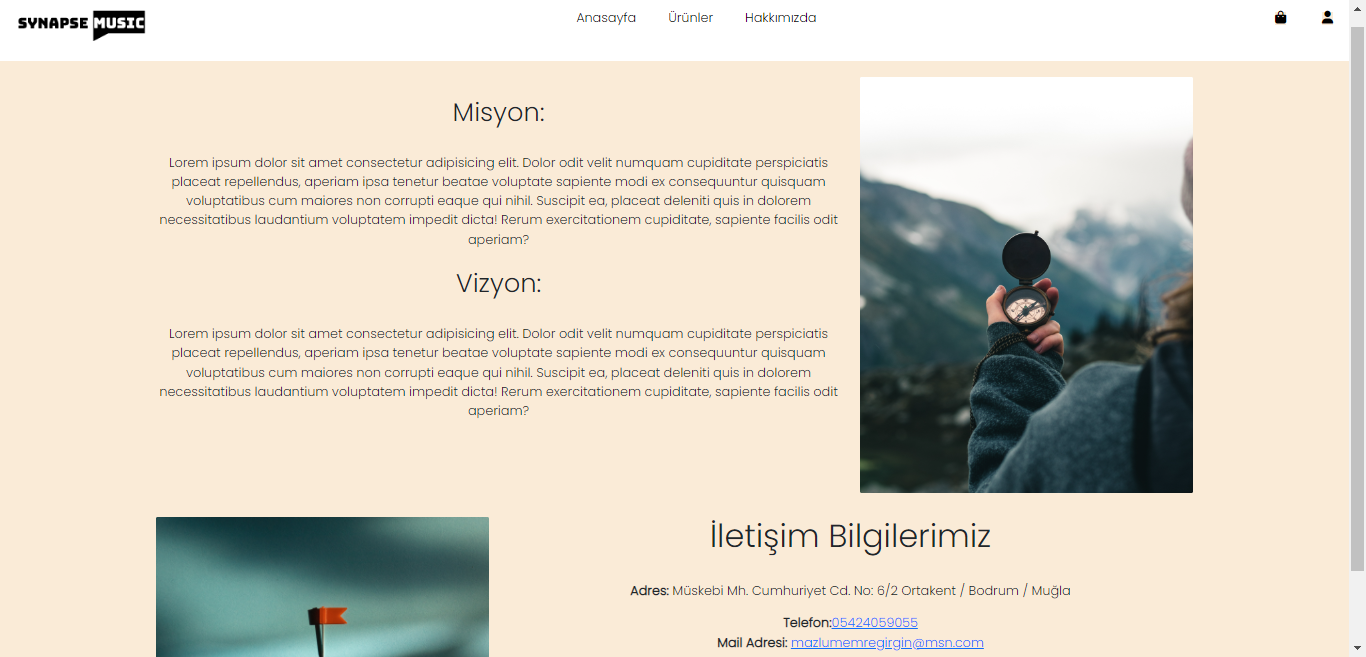 SYNAPSE MUSIC
Anasayfa Ürünler Hakkımızda
Misyon:
Lorem ipsum dolor sit amet consectetur adipisicing elit. Dolor odit velit numquam cupiditate perspiciatis
placeat repellendus, aperiam ipsa tenetur beatae voluptate sapiente modi ex consequuntur quisquam
voluptatibus cum maiores non corrupti eaque qui nihil. Suscipit ea, placeat deleniti quis in dolorem
necessitatibus laudantium voluptatem impedit dicta! Rerum exercitationem cupiditate, sapiente facilis odit
aperiam?
Vizyon:
Lorem ipsum dolor sit amet consectetur adipisicing elit. Dolor odit velit numquam cupiditate perspiciatis
placeat repellendus, aperiam ipsa tenetur beatae voluptate sapiente modi ex consequuntur quisquam
voluptatibus cum maiores non corrupti eaque qui nihil. Suscipit ea, placeat deleniti quis in dolorem
necessitatibus laudantium voluptatem impedit dicta! Rerum exercitationem cupiditate, sapiente facilis odit
aperiam?
İletişim Bilgilerimiz
Adres: Müskebi Mh. Cumhuriyet Cd. No: 6/2 Ortakent / Bodrum / Muğla
Telefon:05424059055
Mail Adresi: mazlumemregirgin@msn.com